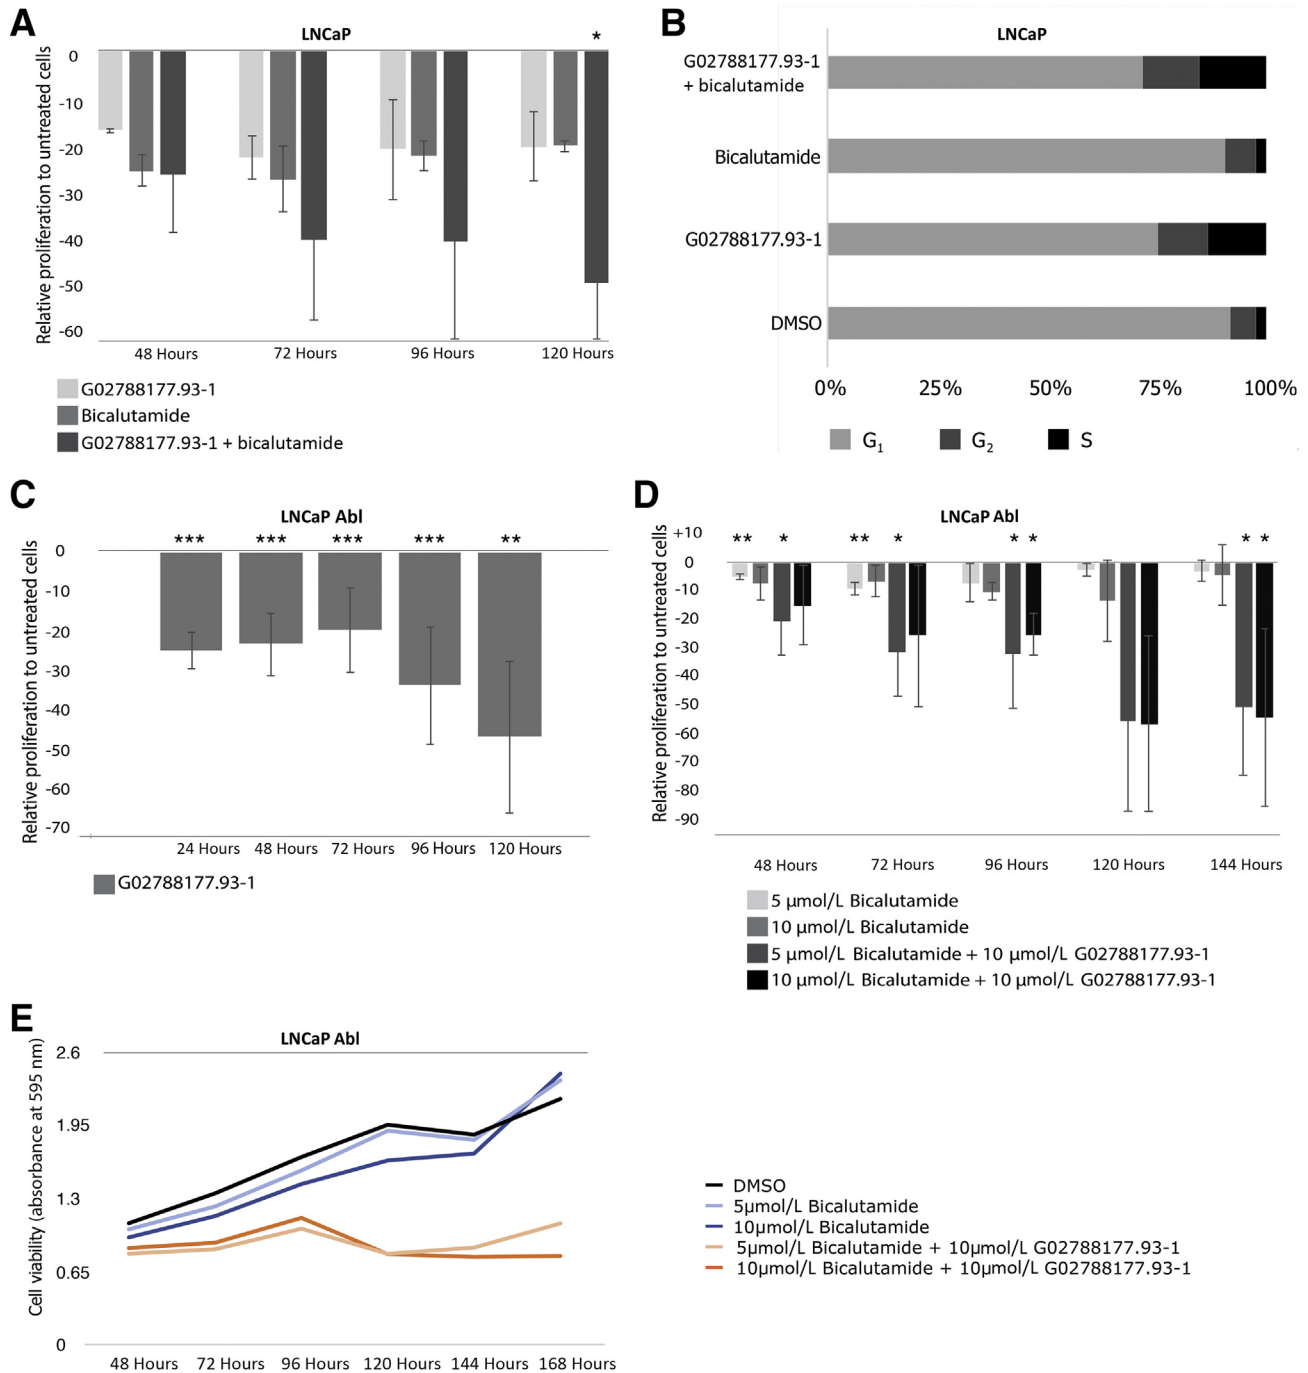 A
LNCaP
*
Relative proliferation to untreated cells
0
-10
-20
-30
-40
-50
-60
48 Hours 72 Hours 96 Hours 120 Hours
G02788177.93-1
Bicalutamide
G02788177.93-1 + bicalutamide
B
LNCaP
G02788177.93-1
+ bicalutamide
Bicalutamide
G02788177.93-1
DMSO
0% 25% 50% 75% 100%
G1 G2 S
C
LNCaP Abl
*** *** *** *** **
Relative proliferation to untreated cells
0
-10
-20
-30
-40
-50
-60
-70
24 Hours 48 Hours 72 Hours 96 Hours 120 Hours
G02788177.93-1
D
LNCaP Abl
** * ** * * * * *
Relative proliferation to untreated cells
+10
0
-10
-20
-30
-40
-50
-60
-70
-80
-90
48 Hours 72 Hours 96 Hours 120 Hours 144 Hours
5 µmol/L Bicalutamide
10 µmol/L Bicalutamide
5 µmol/L Bicalutamide + 10 µmol/L G02788177.93-1
10 µmol/L Bicalutamide + 10 µmol/L G02788177.93-1
E
LNCaP Abl
Cell viability (absorbance at 595 nm)
2.6
1.95
1.3
0.65
0
48 Hours 72 Hours 96 Hours 120 Hours 144 Hours 168 Hours
DMSO
5µmol/L Bicalutamide
10µmol/L Bicalutamide
5µmol/L Bicalutamide + 10µmol/L G02788177.93-1
10µmol/L Bicalutamide + 10µmol/L G02788177.93-1